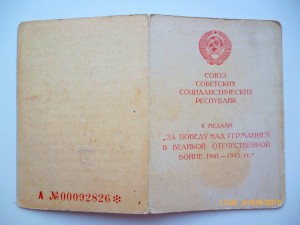 СОЮЗ
СОВЕТСКИХ
СОЦИАЛИСТИЧЕСКИХ
РЕСПУБЛИК
К МЕДАЛИ
„ЗА ПОБЕДУ НАД ГЕРМАНИЕЙ
В ВЕЛИКОЙ ОТЕЧЕСТВЕННОЙ
ВОЙНЕ 1941—1945 гг."
А №00092826